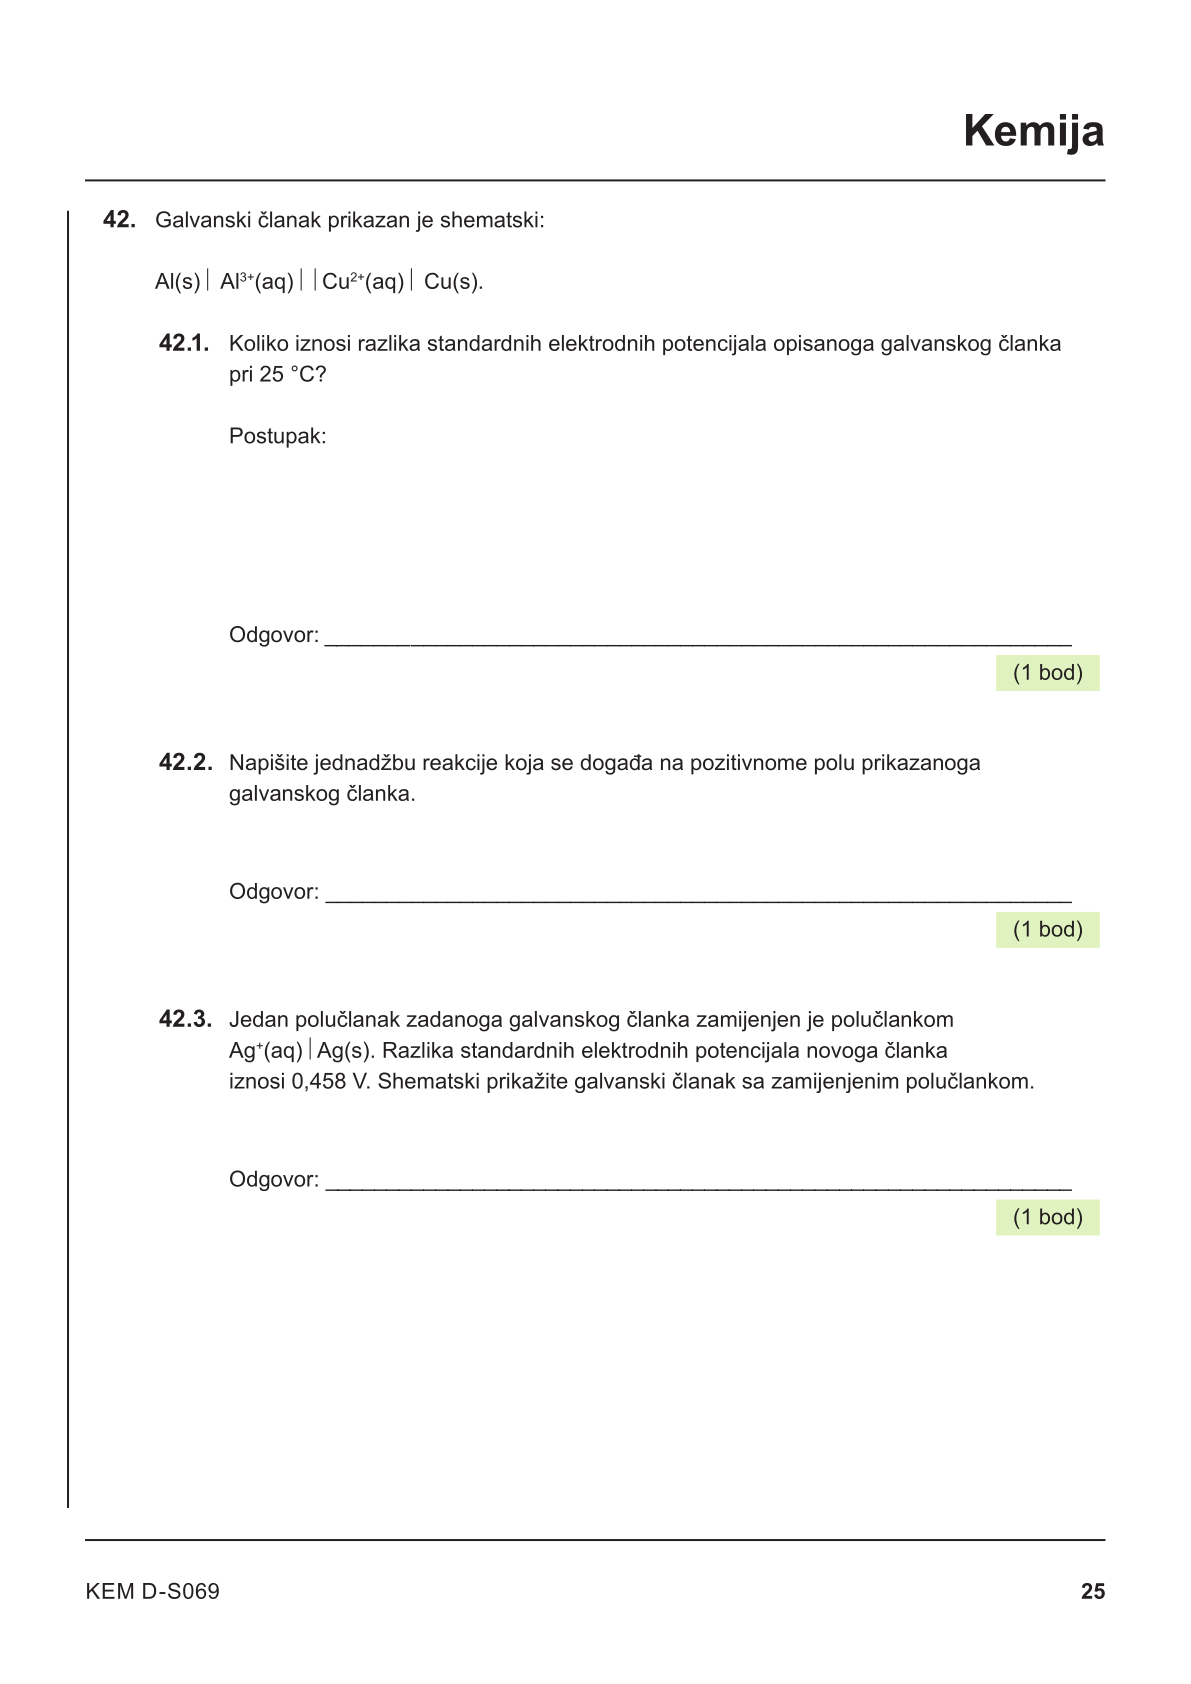 Kemija
42. Galvanski članak prikazan je shematski:
Al(s)│ Al³⁺(aq)││Cu²⁺(aq)│ Cu(s).
42.1. Koliko iznosi razlika standardnih elektrodnih potencijala opisanoga galvanskog članka
pri 25 °C?
Postupak:
Odgovor: _____________________________________________________________
(1 bod)
42.2. Napišite jednadžbu reakcije koja se događa na pozitivnome polu prikazanoga
galvanskog članka.
Odgovor: _____________________________________________________________
(1 bod)
42.3. Jedan polučlanak zadanoga galvanskog članka zamijenjen je polučlankom
Ag⁺(aq)│Ag(s). Razlika standardnih elektrodnih potencijala novoga članka
iznosi 0,458 V. Shematski prikažite galvanski članak sa zamijenjenim polučlankom.
Odgovor: _____________________________________________________________
(1 bod)
KEM D-S069
25